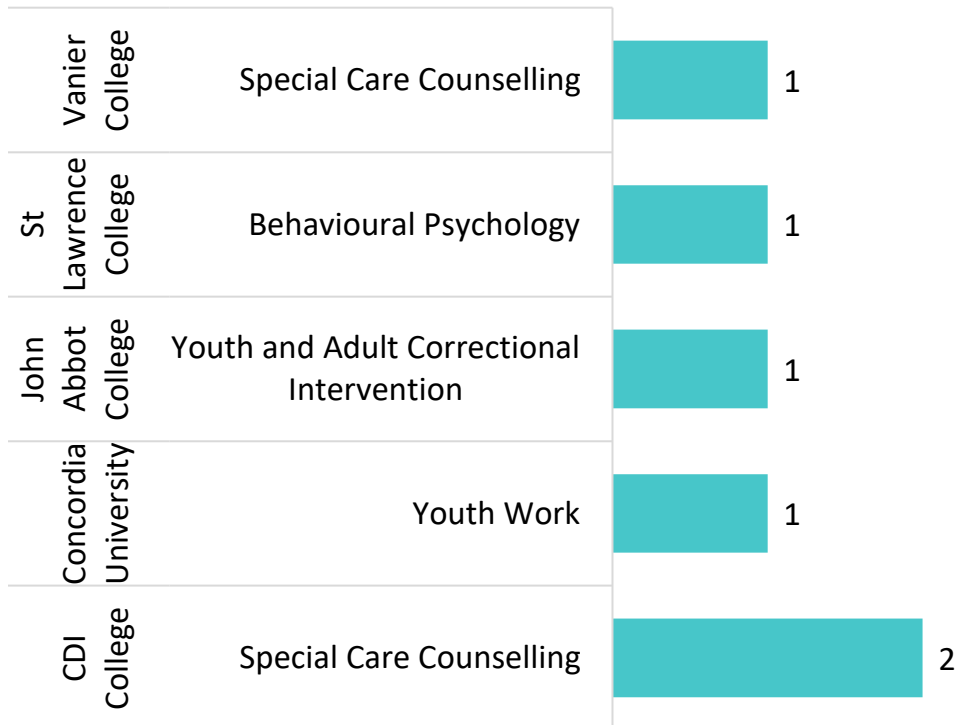 Vanier
College
Special Care Counselling
1
St
Lawrence
College
Behavioural Psychology
1
John
Abbot
College
Youth and Adult Correctional
Intervention
1
Concordia
University
Youth Work
1
CDI
College
Special Care Counselling
2